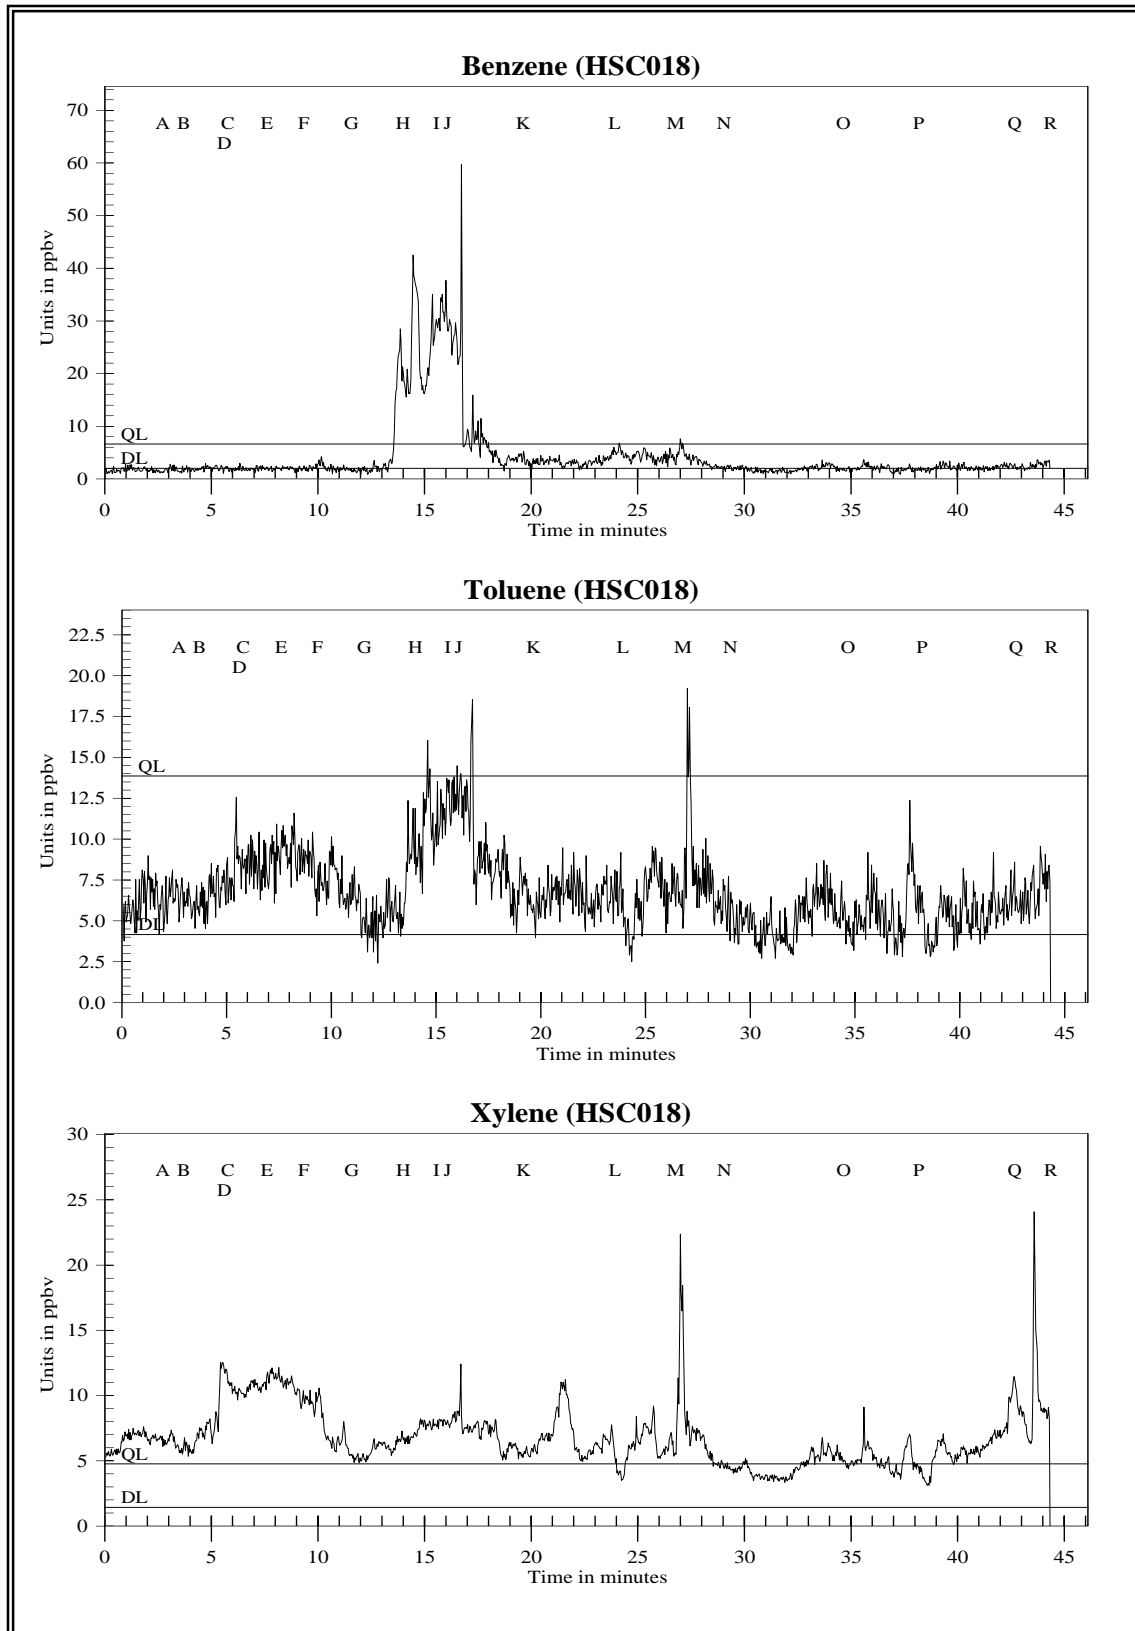 Benzene (HSC018)
70
A B C E F G H I J K L M N O P Q R
D
60
50
40
30
20
10
QL
DL
0
0 5 10 15 20 25 30 35 40 45
Units in ppbv
Time in minutes
Toluene (HSC018)
22.5
A B C E F G H I J K L M N O P Q R
D
20.0
17.5
15.0
QL
12.5
10.0
7.5
5.0
DL
2.5
0.0
0 5 10 15 20 25 30 35 40 45
Units in ppbv
Time in minutes
Xylene (HSC018)
30
A B C E F G H I J K L M N O P Q R
D
25
20
15
10
5
QL
DL
0
0 5 10 15 20 25 30 35 40 45
Units in ppbv
Time in minutes